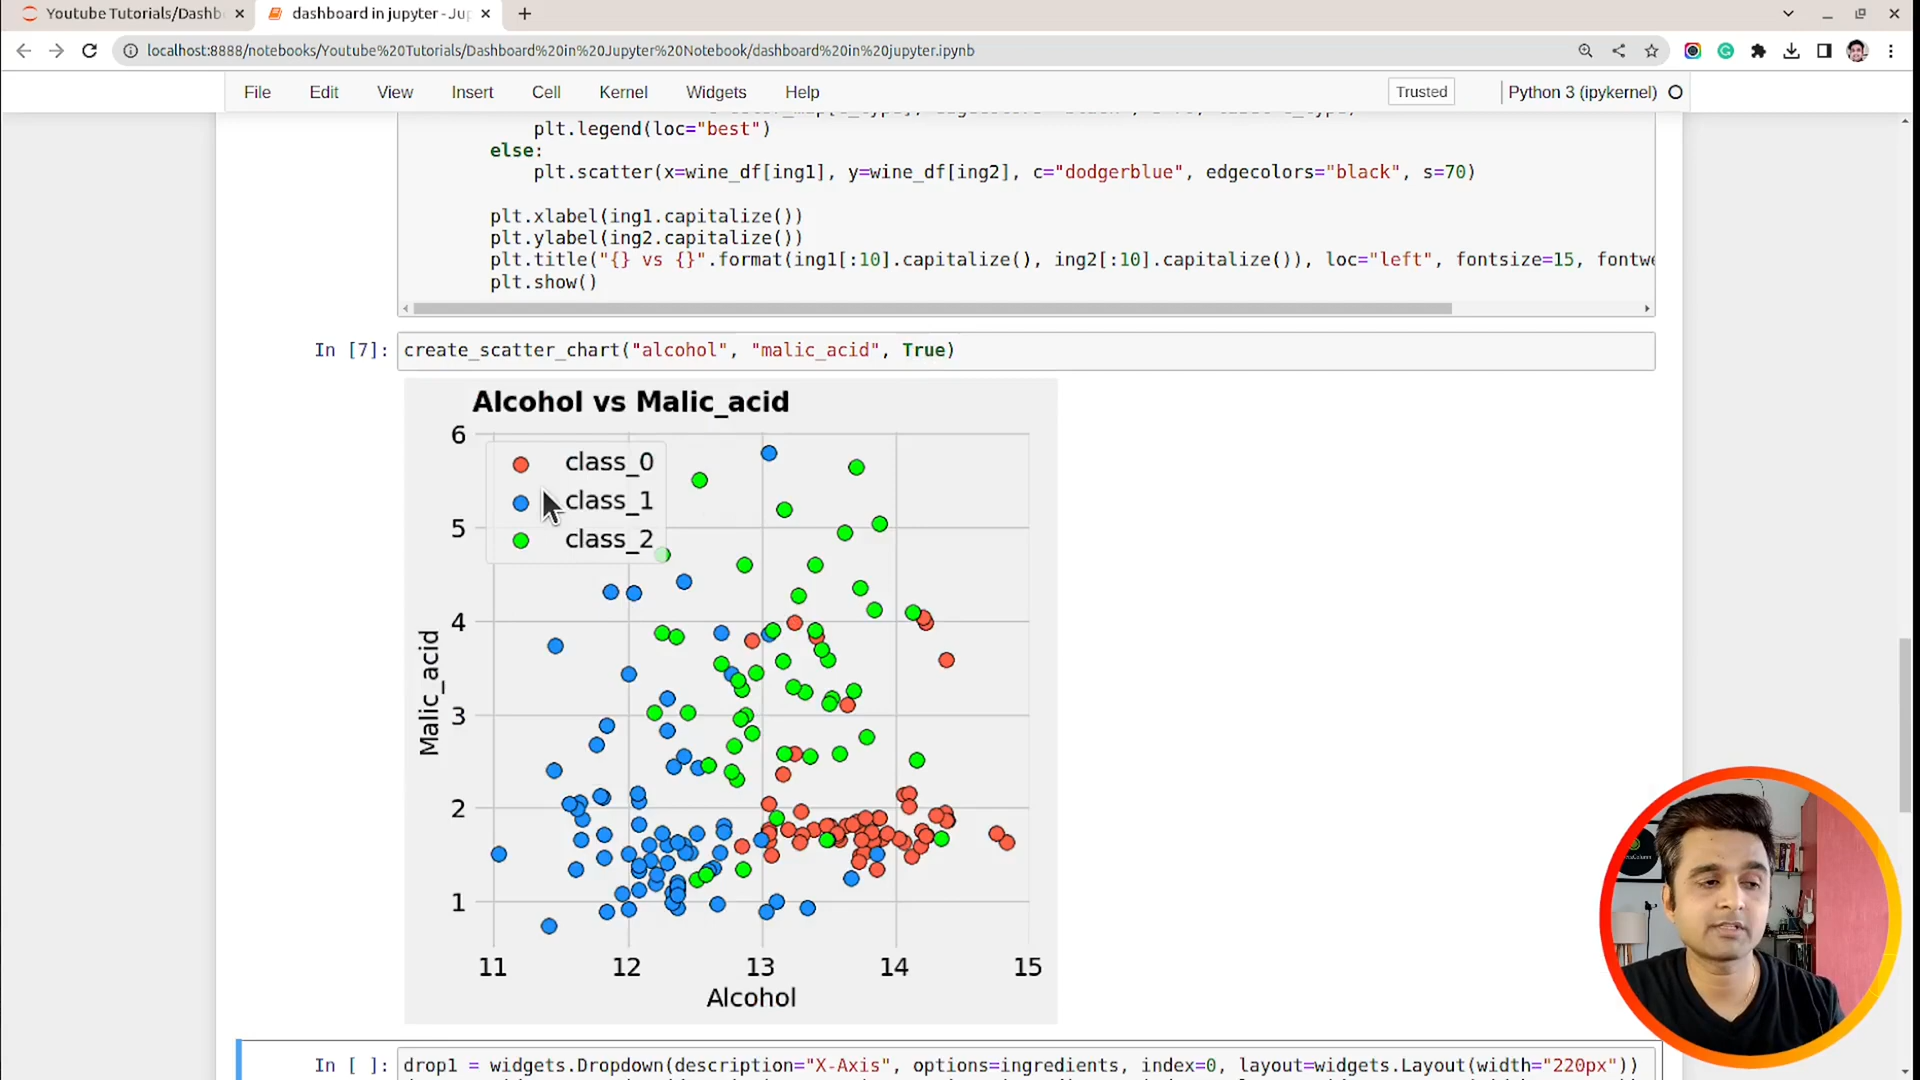 Youtube Tutorials/Dashb
dashboard in jupyter - Jup
localhost:8888/notebooks/Youtube%20Tutorials/Dashboard%20in%20Jupyter%20Notebook/dashboard%20in%20jupyter.ipynb
File Edit View Insert Cell Kernel Widgets Help Trusted Python 3 (ipykernel)
plt.legend(loc="best")
else:
plt.scatter(x=wine_df[ing1], y=wine_df[ing2], c="dodgerblue", edgecolors="black", s=70)
plt.xlabel(ing1.capitalize())
plt.ylabel(ing2.capitalize())
plt.title("{} vs {}".format(ing1[:10].capitalize(), ing2[:10].capitalize()), loc="left", fontsize=15, fontwe
plt.show()
In [7]: create_scatter_chart("alcohol", "malic_acid", True)
Alcohol vs Malic_acid
class_0
class_1
class_2
6
5
4
3
2
1
Malic_acid
11 12 13 14 15
Alcohol
In [ ]: drop1 = widgets.Dropdown(description="X-Axis", options=ingredients, index=0, layout=widgets.Layout(width="220px"))